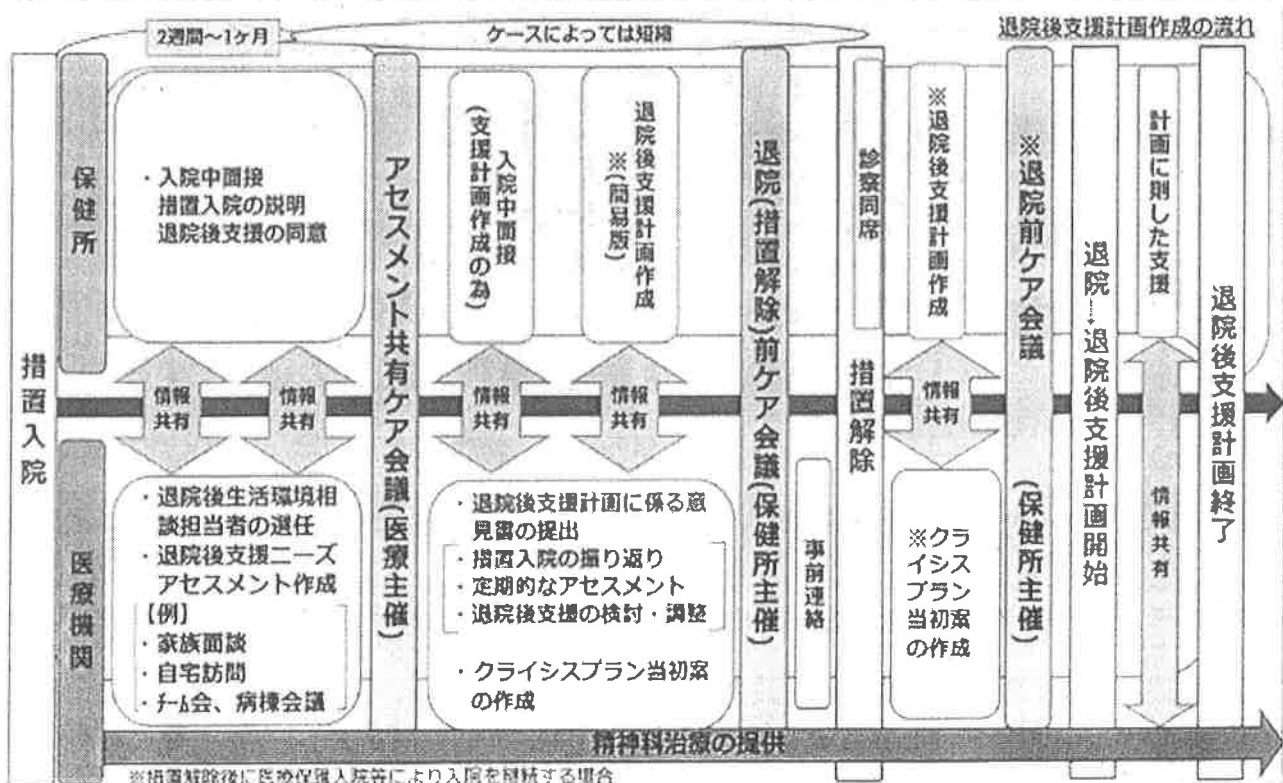 退院後支援計画作成の流れ
2週間～1ヶ月
ケースによっては短縮
措置入院
保健所
・入院中面接
措置入院の説明
退院後支援の同意
アセスメント共有ケア会議(医療主催)
入院中面接
(支援計画作成の為)
退院後支援計画作成
※(簡易版)
退院(措置解除)前ケア会議(保健所主催)
診察同席
措置解除
※退院後支援計画作成
※退院前ケア会議(保健所主催)
退院…退院後支援計画開始
計画に則した支援
退院後支援計画終了
情報
共有
情報
共有
情報
共有
情報
共有
情報
共有
情報共有
医療機関
・退院後生活環境相
談担当者の選任
・退院後支援ニーズ
アセスメント作成
【例】
・家族面談
・自宅訪問
・ﾁｰﾑ会、病棟会議
・退院後支援計画に係る意
見書の提出
・措置入院の振り返り
・定期的なアセスメント
・退院後支援の検討・調整
・クライシスプラン当初案
の作成
事前連絡
※クラ
イシス
プラン
当初案
の作成
精神科治療の提供
※措置解除後に医療保護入院等により入院を継続する場合